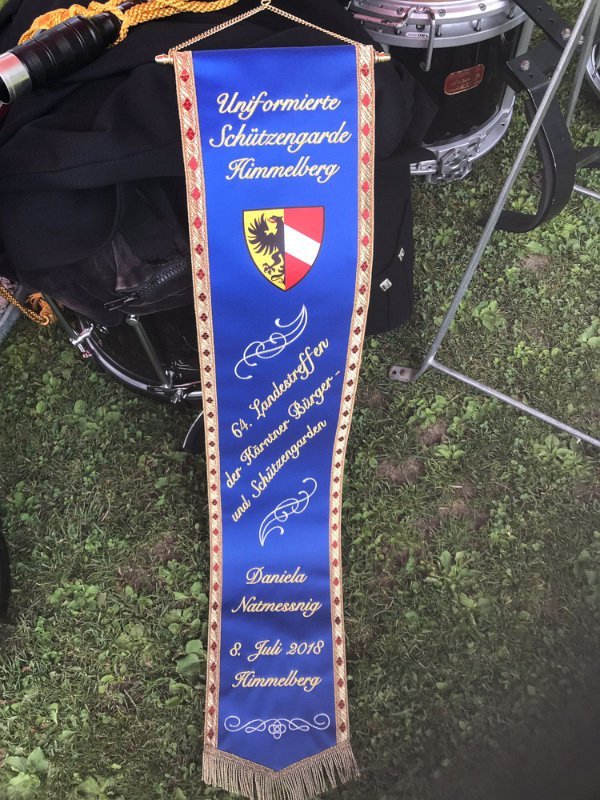 Uniformierte
Schützengarde
Himmelberg
64. Landestreffen
der Kärntner Bürger-
und Schützengarden
Daniela
Natmessnig
8. Juli 2018
Himmelberg